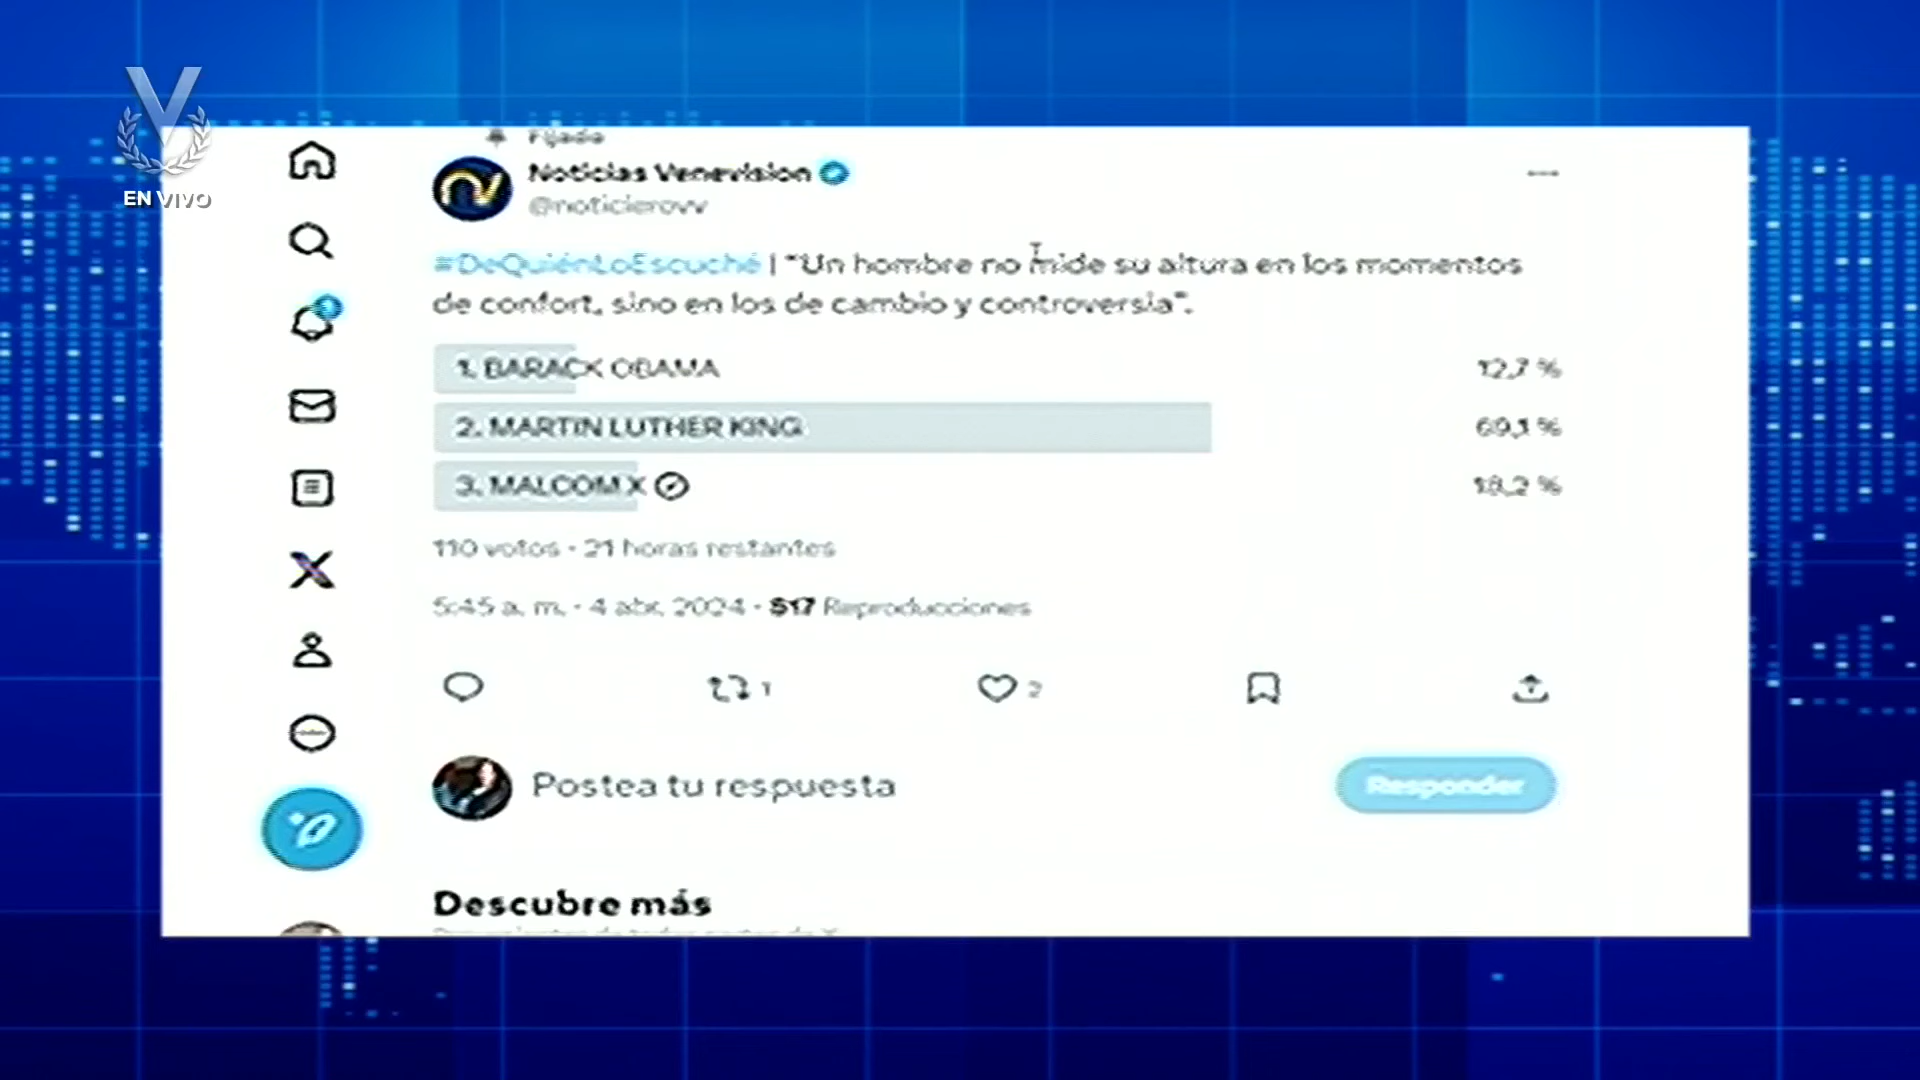 V
EN VIVO
Fijado
Noticias Venevision
@noticierovv
#DeQuiénLoEscuché | "Un hombre no mide su altura en los momentos
de confort, sino en los de cambio y controversia".
1. BARACK OBAMA 12,7 %
2. MARTIN LUTHER KING 69,1 %
3. MALCOM X 18,2 %
110 votos · 21 horas restantes
5:45 a. m. · 4 abr. 2024 · 517 Reproducciones
1
2
Postea tu respuesta
Responder
Descubre más